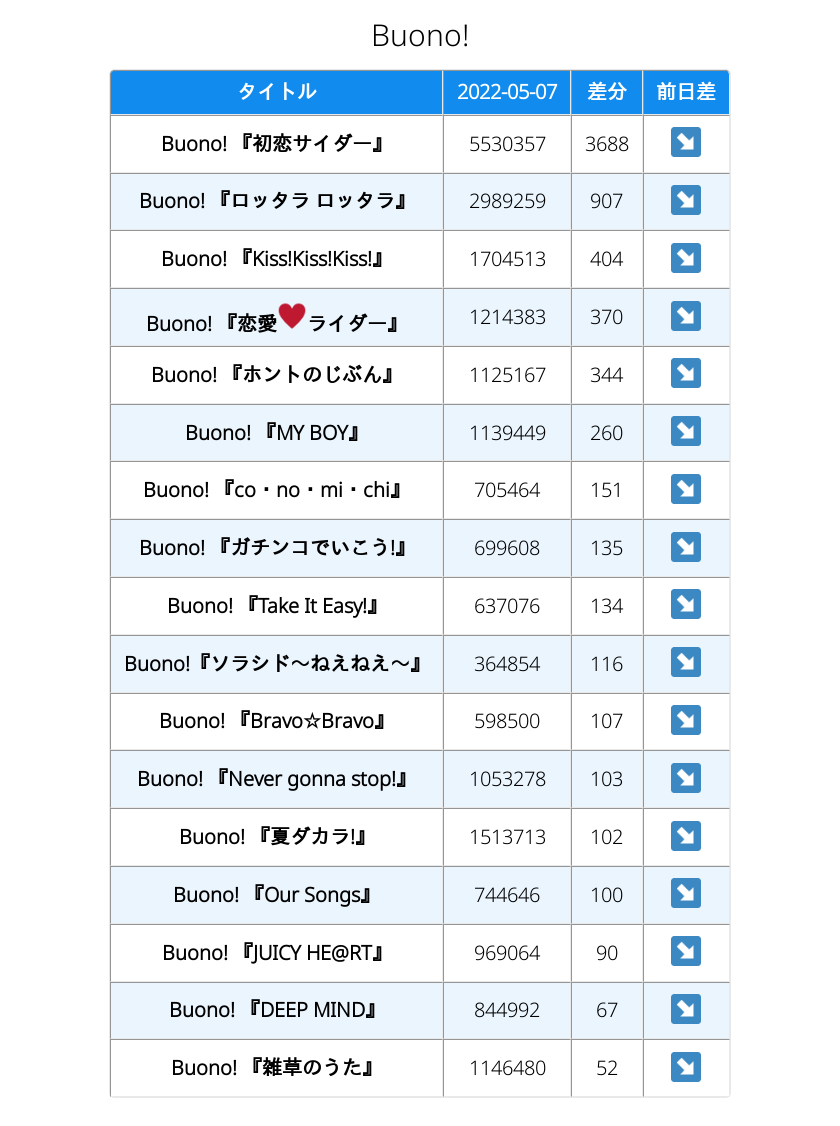 Buono!
タイトル 2022-05-07 差分 前日差
Buono! 『初恋サイダー』 5530357 3688 ↘
Buono! 『ロッタラ ロッタラ』 2989259 907 ↘
Buono! 『Kiss!Kiss!Kiss!』 1704513 404 ↘
Buono! 『恋愛♥ライダー』 1214383 370 ↘
Buono! 『ホントのじぶん』 1125167 344 ↘
Buono! 『MY BOY』 1139449 260 ↘
Buono! 『co・no・mi・chi』 705464 151 ↘
Buono! 『ガチンコでいこう!』 699608 135 ↘
Buono! 『Take It Easy!』 637076 134 ↘
Buono!『ソラシド〜ねえねえ〜』 364854 116 ↘
Buono! 『Bravo☆Bravo』 598500 107 ↘
Buono! 『Never gonna stop!』 1053278 103 ↘
Buono! 『夏ダカラ!』 1513713 102 ↘
Buono! 『Our Songs』 744646 100 ↘
Buono! 『JUICY HE@RT』 969064 90 ↘
Buono! 『DEEP MIND』 844992 67 ↘
Buono! 『雑草のうた』 1146480 52 ↘